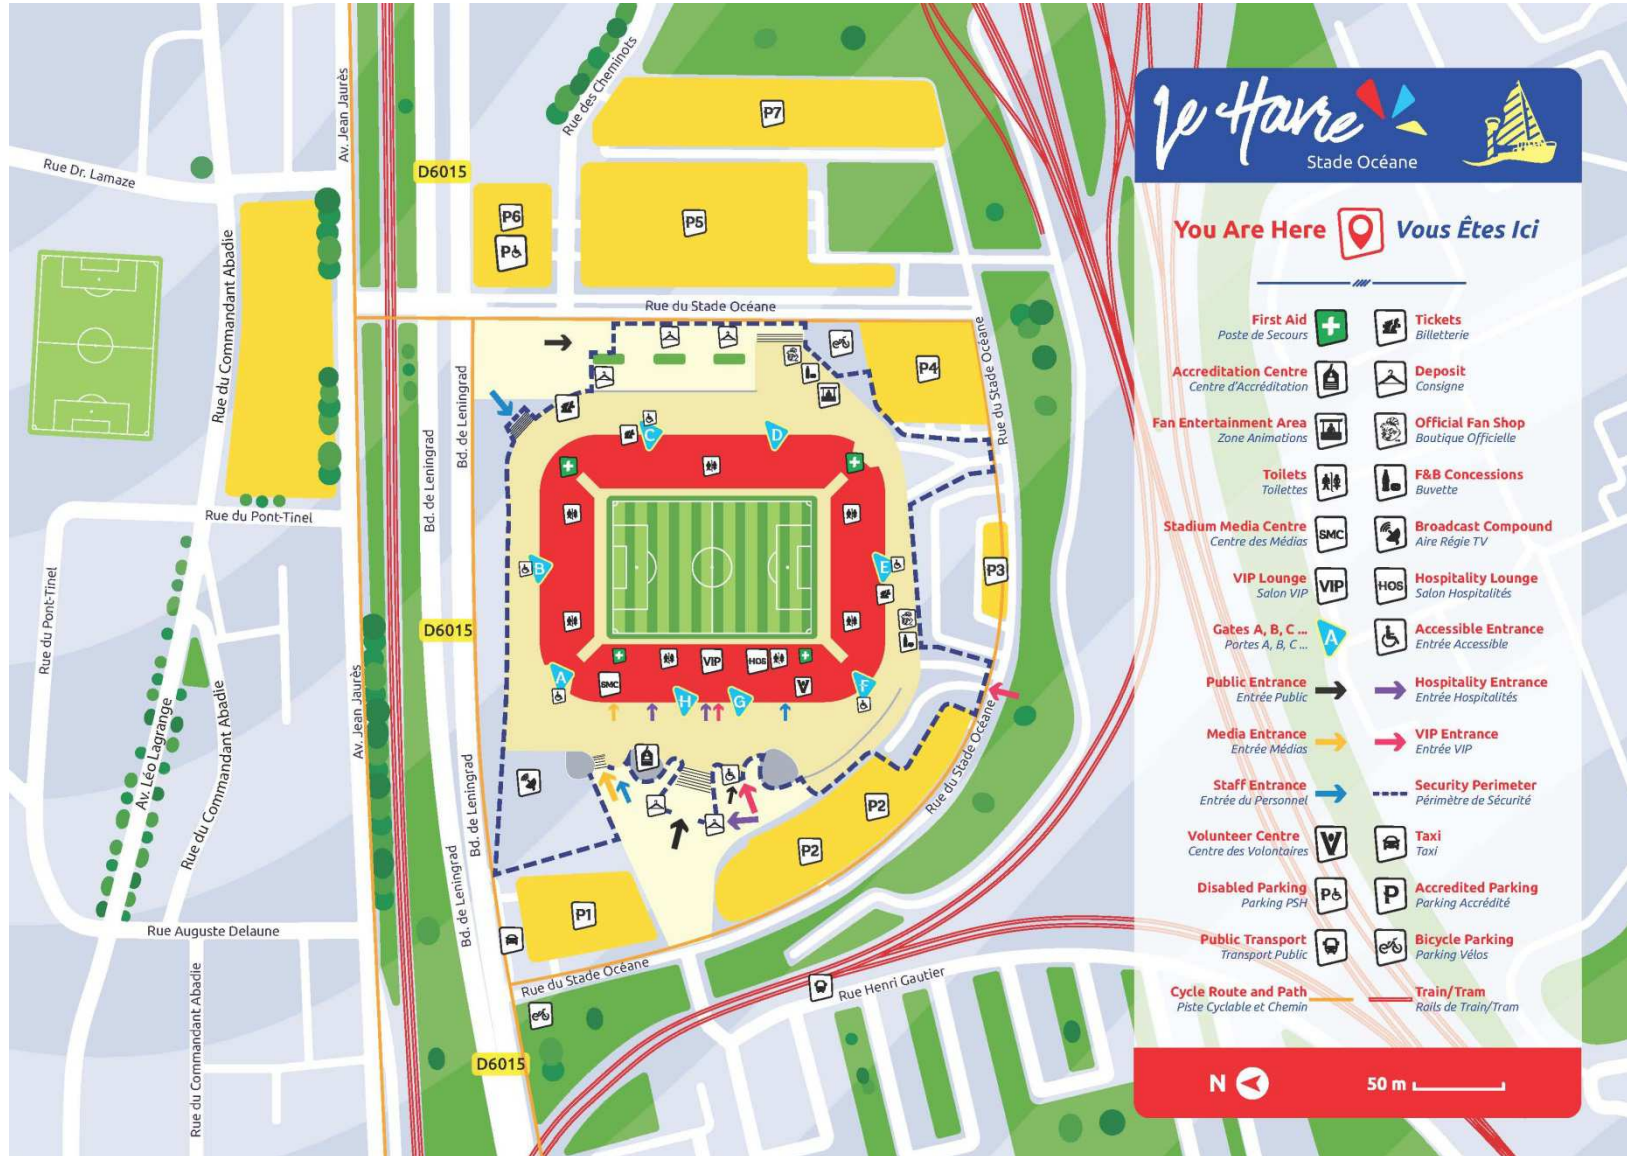 Le Havre
Stade Océane
You Are Here
Vous Êtes Ici
First Aid
Poste de Secours
Tickets
Billetterie
Accreditation Centre
Centre d'Accréditation
Deposit
Consigne
Fan Entertainment Area
Zone Animations
Official Fan Shop
Boutique Officielle
Toilets
Toilettes
F&B Concessions
Buvette
Stadium Media Centre
Centre des Médias
SMC
Broadcast Compound
Aire Régie TV
VIP Lounge
Salon VIP
VIP
HOS
Hospitality Lounge
Salon Hospitalités
Gates A, B, C ...
Portes A, B, C ...
A
Accessible Entrance
Entrée Accessible
Public Entrance
Entrée Public
Hospitality Entrance
Entrée Hospitalités
Media Entrance
Entrée Médias
VIP Entrance
Entrée VIP
Staff Entrance
Entrée du Personnel
Security Perimeter
Périmètre de Sécurité
Volunteer Centre
Centre des Volontaires
V
Taxi
Taxi
Disabled Parking
Parking PSH
P
P
Accredited Parking
Parking Accrédité
Public Transport
Transport Public
Bicycle Parking
Parking Vélos
Cycle Route and Path
Piste Cyclable et Chemin
Train/Tram
Rails de Train/Tram
N
50 m
Rue des Cheminots
Av. Jean Jaurès
P7
Rue Dr. Lamaze
D6015
P6
P
P5
Rue du Commandant Abadie
Rue du Stade Océane
Rue du Stade Océane
P4
Bd. de Leningrad
Bd. de Leningrad
C
D
Rue du Pont-Tinel
Rue du Pont-Tinel
B
E
P3
D6015
VIP
HOS
SMC
V
A
F
H
G
Av. Jean Jaurès
Av. Léo Lagrange
Rue du Commandant Abadie
Bd. de Leningrad
Bd. de Leningrad
Rue du Stade Océane
P2
P2
P1
Bd. de Leningrad
Rue Auguste Delaune
Rue du Stade Océane
Rue Henri Gautier
Rue du Commandant Abadie
D6015